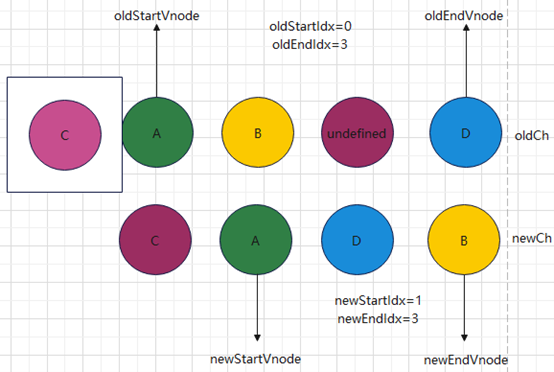 oldStartVnode
oldStartIdx=0
oldEndIdx=3
oldEndVnode
C
A
B
undefined
D
oldCh
C
A
D
B
newCh
newStartIdx=1
newEndIdx=3
newStartVnode
newEndVnode